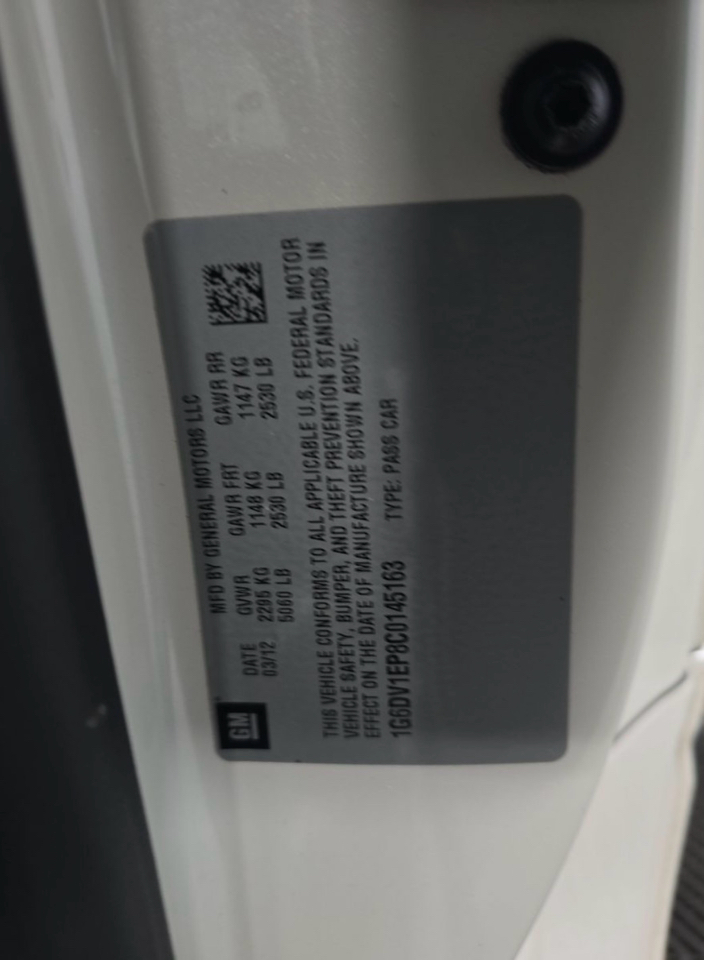 GM
MFD BY GENERAL MOTORS LLC
DATE GVWR GAWR FRT GAWR RR
03/12 2295 KG 1148 KG 1147 KG
5060 LB 2530 LB 2530 LB
THIS VEHICLE CONFORMS TO ALL APPLICABLE U.S. FEDERAL MOTOR
VEHICLE SAFETY, BUMPER, AND THEFT PREVENTION STANDARDS IN
EFFECT ON THE DATE OF MANUFACTURE SHOWN ABOVE.
1G6DV1EP8C0145163 TYPE: PASS CAR